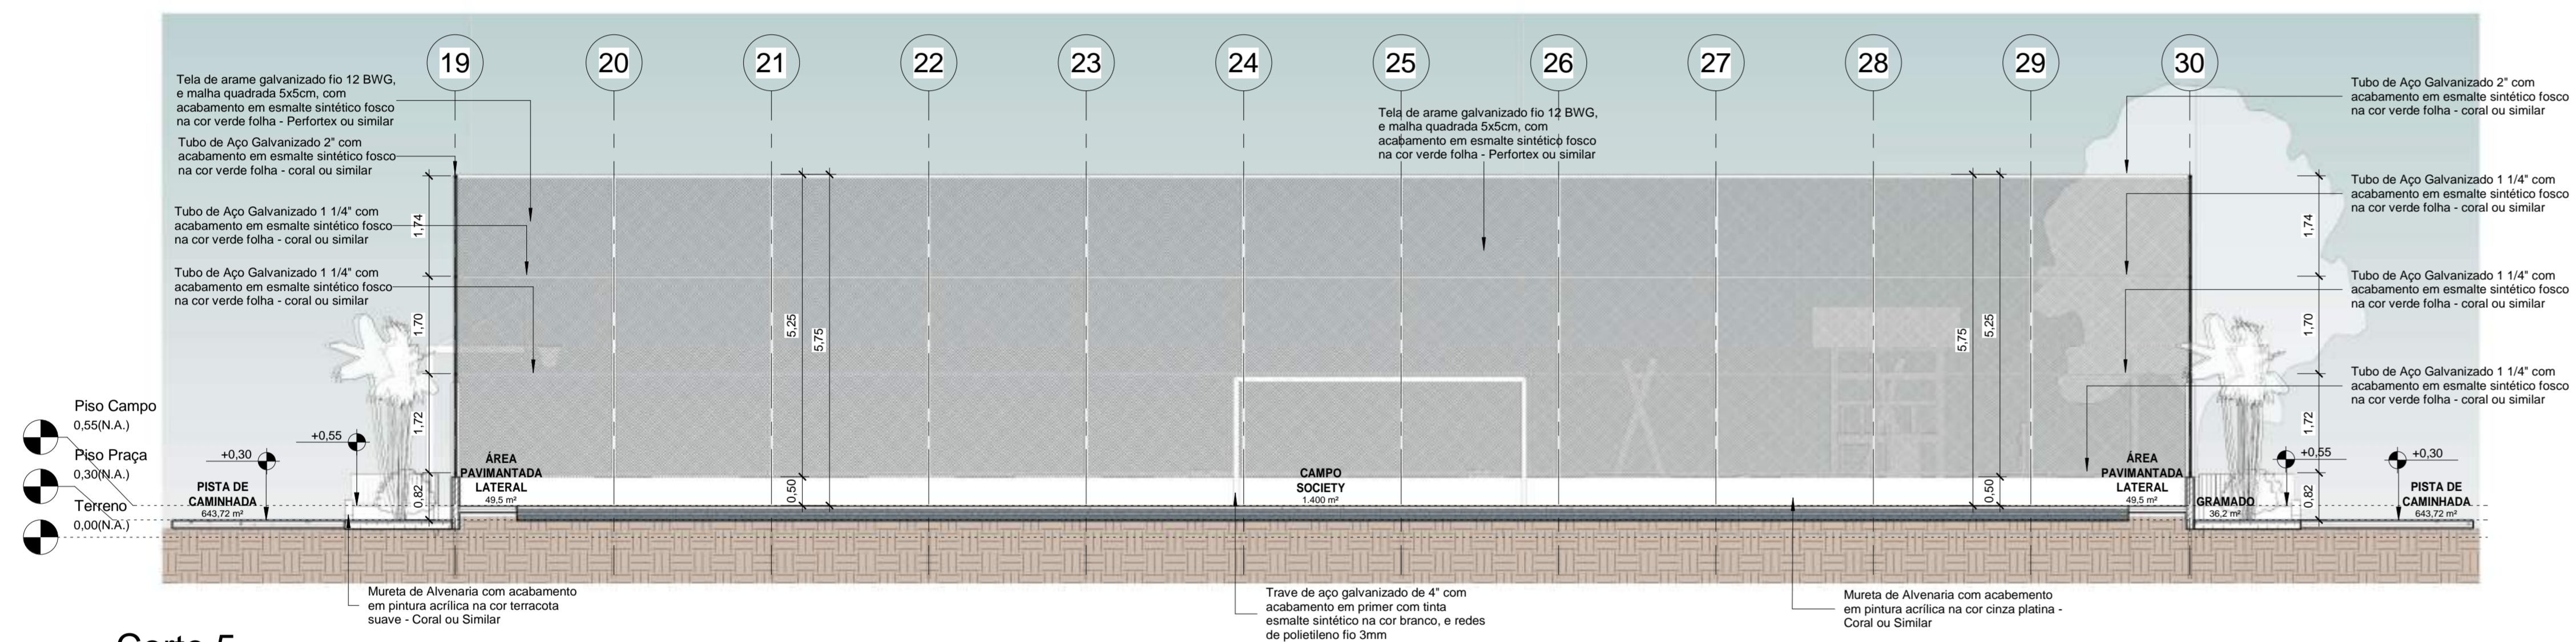 19
20
21
22
23
24
25
26
27
28
29
30
Tela de arame galvanizado fio 12 BWG,
e malha quadrada 5x5cm, com
acabamento em esmalte sintético fosco
na cor verde folha - Perfortex ou similar
Tubo de Aço Galvanizado 2" com
acabamento em esmalte sintético fosco
na cor verde folha - coral ou similar
Tubo de Aço Galvanizado 1 1/4" com
acabamento em esmalte sintético fosco
na cor verde folha - coral ou similar
Tubo de Aço Galvanizado 1 1/4" com
acabamento em esmalte sintético fosco
na cor verde folha - coral ou similar
Tela de arame galvanizado fio 12 BWG,
e malha quadrada 5x5cm, com
acabamento em esmalte sintético fosco
na cor verde folha - Perfortex ou similar
Tubo de Aço Galvanizado 2" com
acabamento em esmalte sintético fosco
na cor verde folha - coral ou similar
Tubo de Aço Galvanizado 1 1/4" com
acabamento em esmalte sintético fosco
na cor verde folha - coral ou similar
Tubo de Aço Galvanizado 1 1/4" com
acabamento em esmalte sintético fosco
na cor verde folha - coral ou similar
Tubo de Aço Galvanizado 1 1/4" com
acabamento em esmalte sintético fosco
na cor verde folha - coral ou similar
1,74
1,70
1,72
0,82
5,25
5,75
0,50
5,75
5,25
0,50
1,74
1,70
1,72
0,82
Piso Campo
0,55(N.A.)
Piso Praça
0,30(N.A.)
Terreno
0,00(N.A.)
+0,30
+0,55
+0,55
+0,30
PISTA DE
CAMINHADA
643,72 m²
ÁREA
PAVIMANTADA
LATERAL
49,5 m²
CAMPO
SOCIETY
1.400 m²
ÁREA
PAVIMANTADA
LATERAL
49,5 m²
GRAMADO
36,2 m²
PISTA DE
CAMINHADA
643,72 m²
Mureta de Alvenaria com acabamento
em pintura acrílica na cor terracota
suave - Coral ou Similar
Trave de aço galvanizado de 4" com
acabamento em primer com tinta
esmalte sintético na cor branco, e redes
de polietileno fio 3mm
Mureta de Alvenaria com acabemento
em pintura acrílica na cor cinza platina -
Coral ou Similar
Corte 5